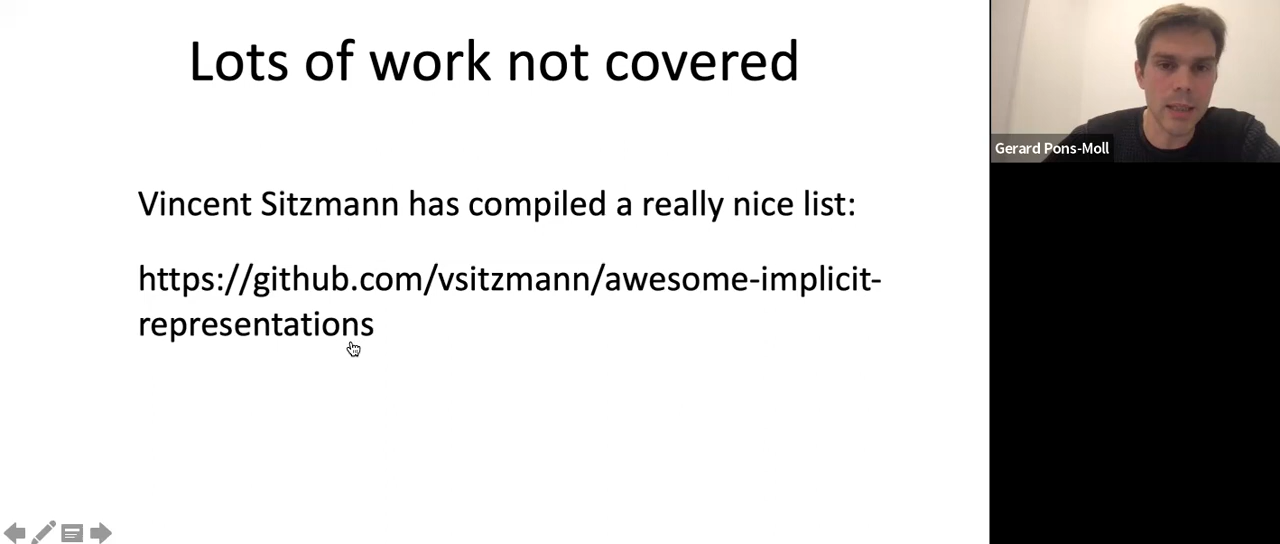 Lots of work not covered
Vincent Sitzmann has compiled a really nice list:
https://github.com/vsitzmann/awesome-implicit-
representations
Gerard Pons-Moll